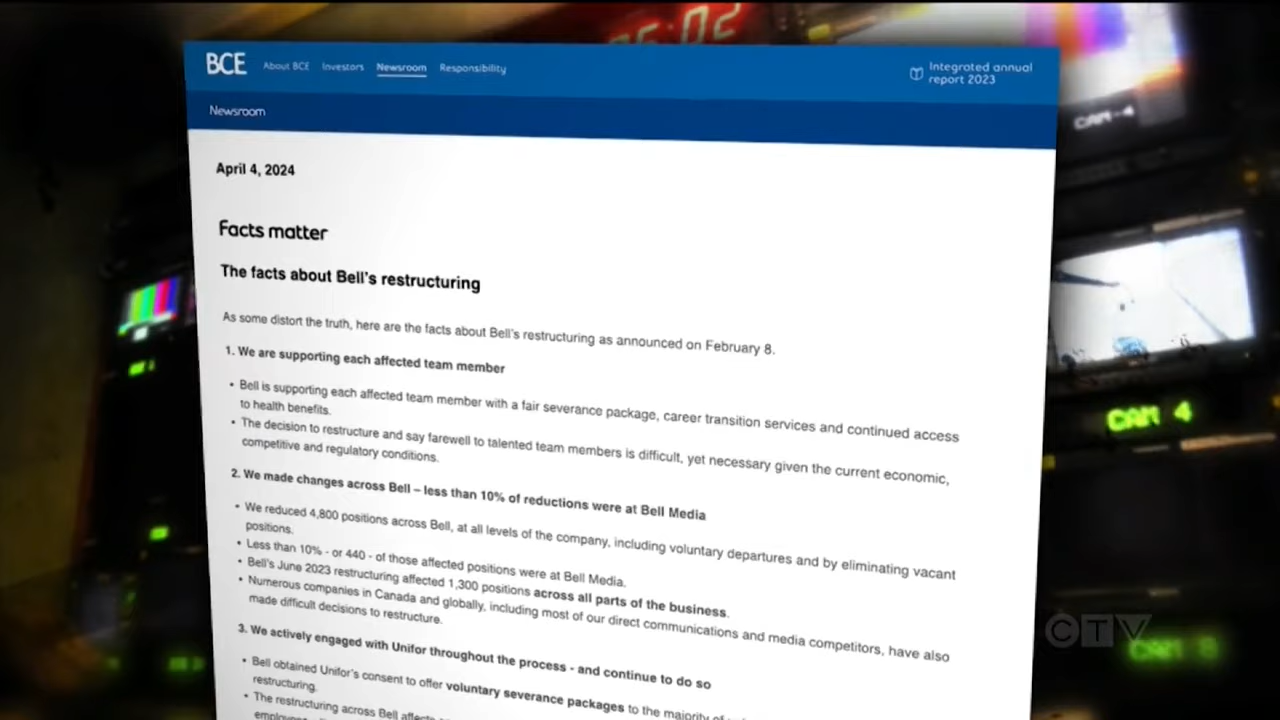 05:02
BCE
About BCE Investors Newsroom Responsibility
Integrated annual
report 2023
Newsroom
CAM-4
April 4, 2024
Facts matter
The facts about Bell's restructuring
As some distort the truth, here are the facts about Bell's restructuring as announced on February 8.
1. We are supporting each affected team member
• Bell is supporting each affected team member with a fair severance package, career transition services and continued access
to health benefits.
• The decision to restructure and say farewell to talented team members is difficult, yet necessary given the current economic,
competitive and regulatory conditions.
CAM 4
2. We made changes across Bell – less than 10% of reductions were at Bell Media
• We reduced 4,800 positions across Bell, at all levels of the company, including voluntary departures and by eliminating vacant
positions.
• Less than 10% - or 440 - of those affected positions were at Bell Media.
• Bell's June 2023 restructuring affected 1,300 positions across all parts of the business.
• Numerous companies in Canada and globally, including most of our direct communications and media competitors, have also
made difficult decisions to restructure.
CTV
3. We actively engaged with Unifor throughout the process - and continue to do so
• Bell obtained Unifor's consent to offer voluntary severance packages to the majority of
restructuring.
• The restructuring across Bell